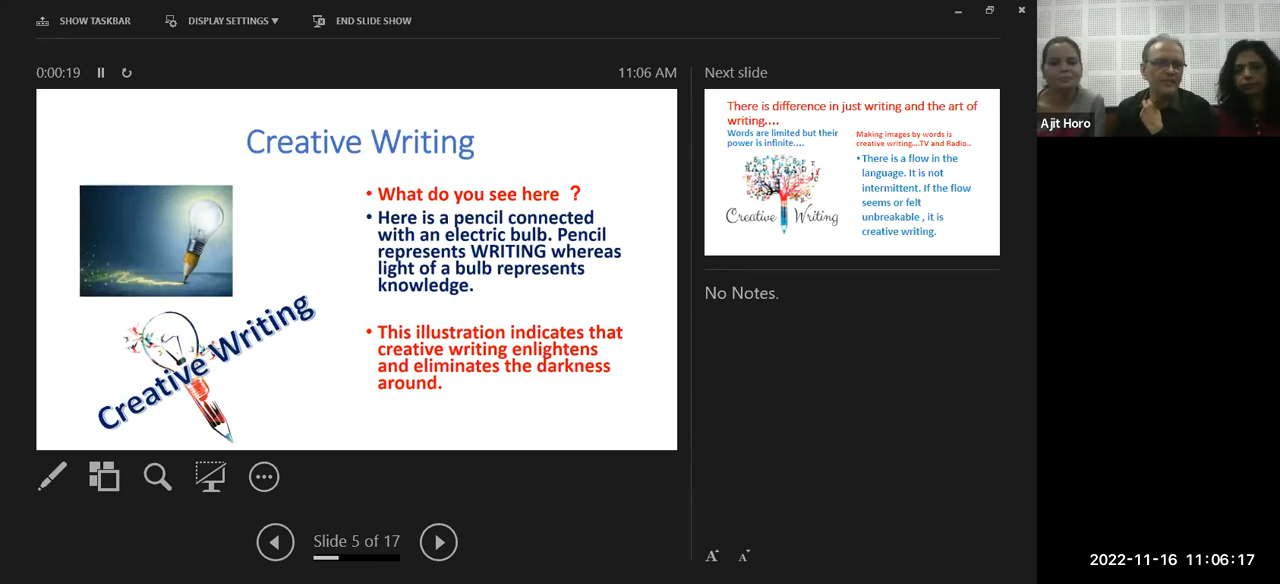 SHOW TASKBAR
DISPLAY SETTINGS ▼
END SLIDE SHOW
0:00:19
11:06 AM
Creative Writing
• What do you see here ?
• Here is a pencil connected
with an electric bulb. Pencil
represents WRITING whereas
light of a bulb represents
knowledge.
• This illustration indicates that
creative writing enlightens
and eliminates the darkness
around.
Creative Writing
Slide 5 of 17
Next slide
There is difference in just writing and the art of
writing....
Words are limited but their
power is infinite....
Creative Writing
Making images by words is
creative writing....TV and Radio..
• There is a flow in the
language. It is not
intermittent. If the flow
seems or felt
unbreakable , it is
creative writing.
No Notes.
A A
Ajit Horo
2022-11-16 11:06:17